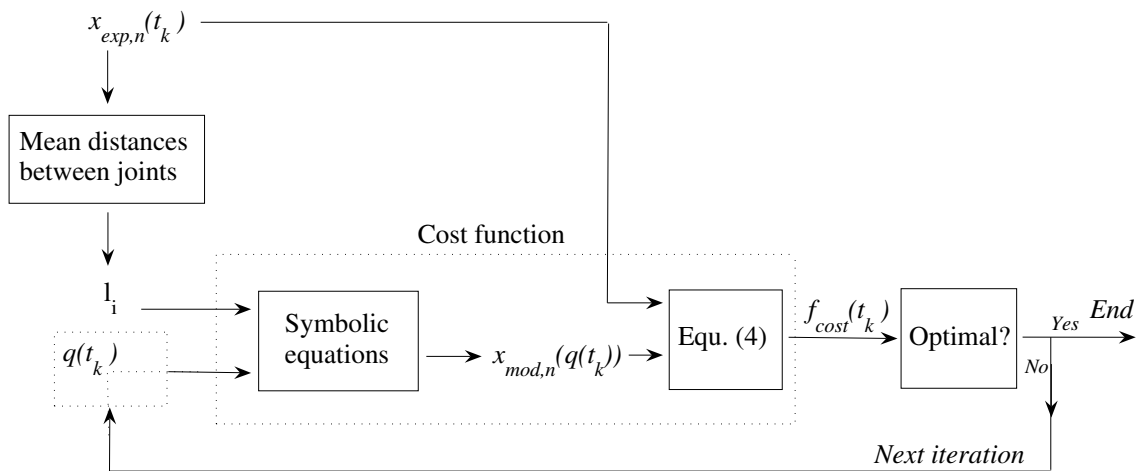 x_{exp,n}(t_k)
Mean distances
between joints
Cost function
l_i
Symbolic
equations
q(t_k)
x_{mod,n}(q(t_k))
Equ. (4)
f_{cost}(t_k)
Optimal?
Yes
End
No
Next iteration